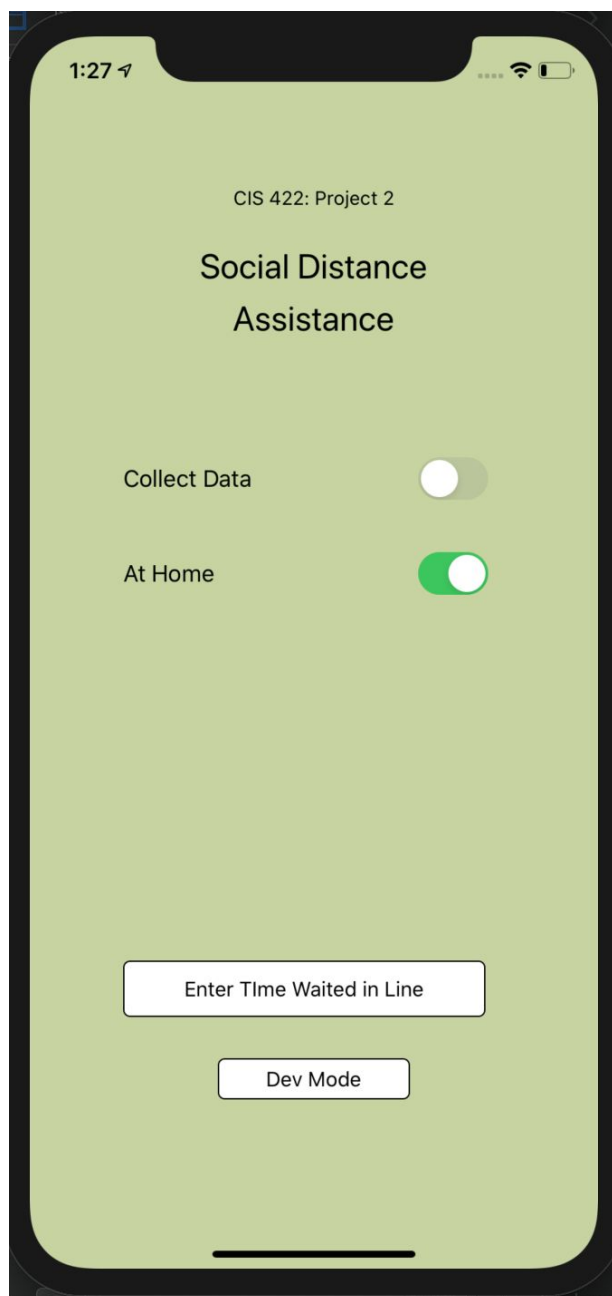 1:27
CIS 422: Project 2
Social Distance
Assistance
Collect Data
At Home
Enter TIme Waited in Line
Dev Mode